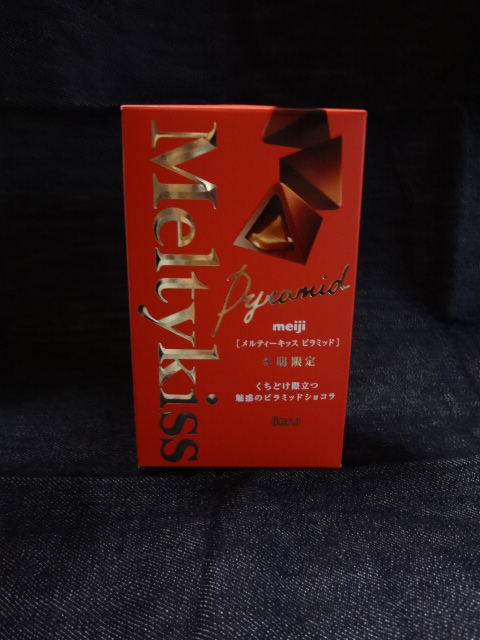 Meltykiss
Pyramid
meiji
[メルティーキッス ピラミッド]
冬期限定
くちどけ際立つ
魅惑のピラミッドショコラ